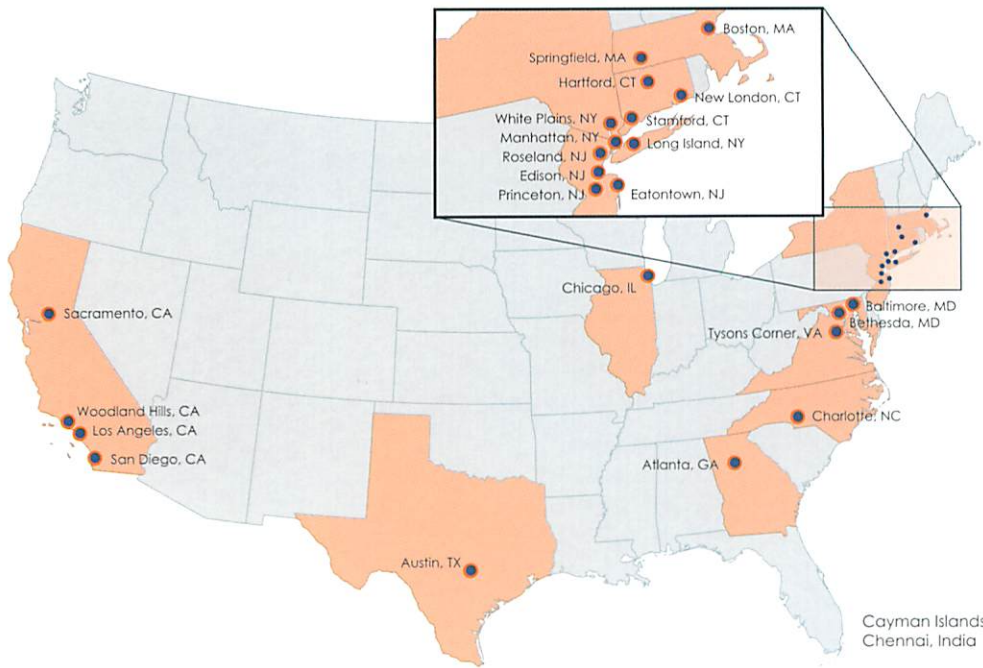 Boston, MA
Springfield, MA
Hartford, CT
New London, CT
White Plains, NY
Stamford, CT
Manhattan, NY
Long Island, NY
Roseland, NJ
Edison, NJ
Princeton, NJ
Eatontown, NJ
Chicago, IL
Sacramento, CA
Baltimore, MD
Bethesda, MD
Tysons Corner, VA
Woodland Hills, CA
Los Angeles, CA
San Diego, CA
Charlotte, NC
Atlanta, GA
Austin, TX
Cayman Islands
Chennai, India